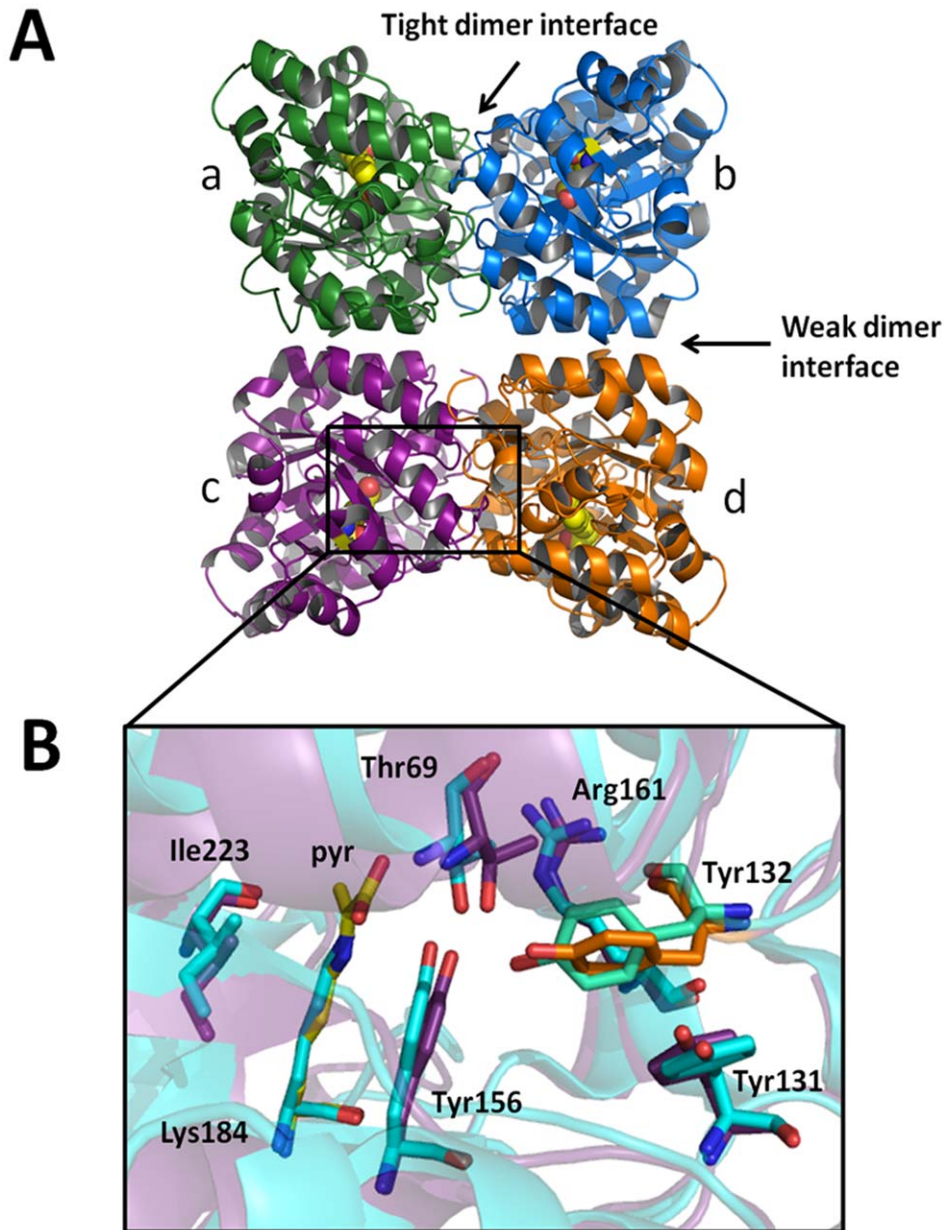 A
Tight dimer interface
a
b
Weak dimer
interface
c
d
B
Thr69
Arg161
Ile223
pyr
Tyr132
Tyr131
Tyr156
Lys184